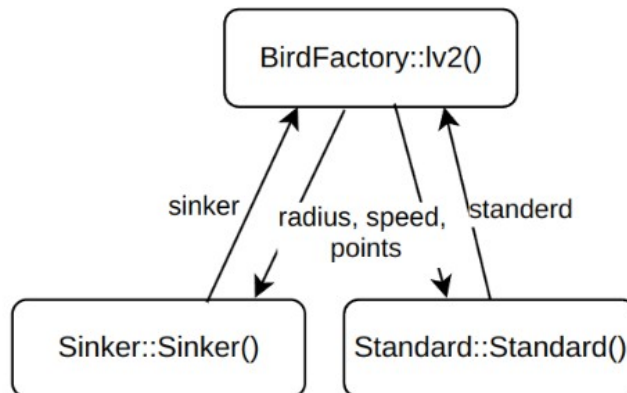 BirdFactory::lv2()
sinker
radius, speed,
points
standerd
Sinker::Sinker()
Standard::Standard()